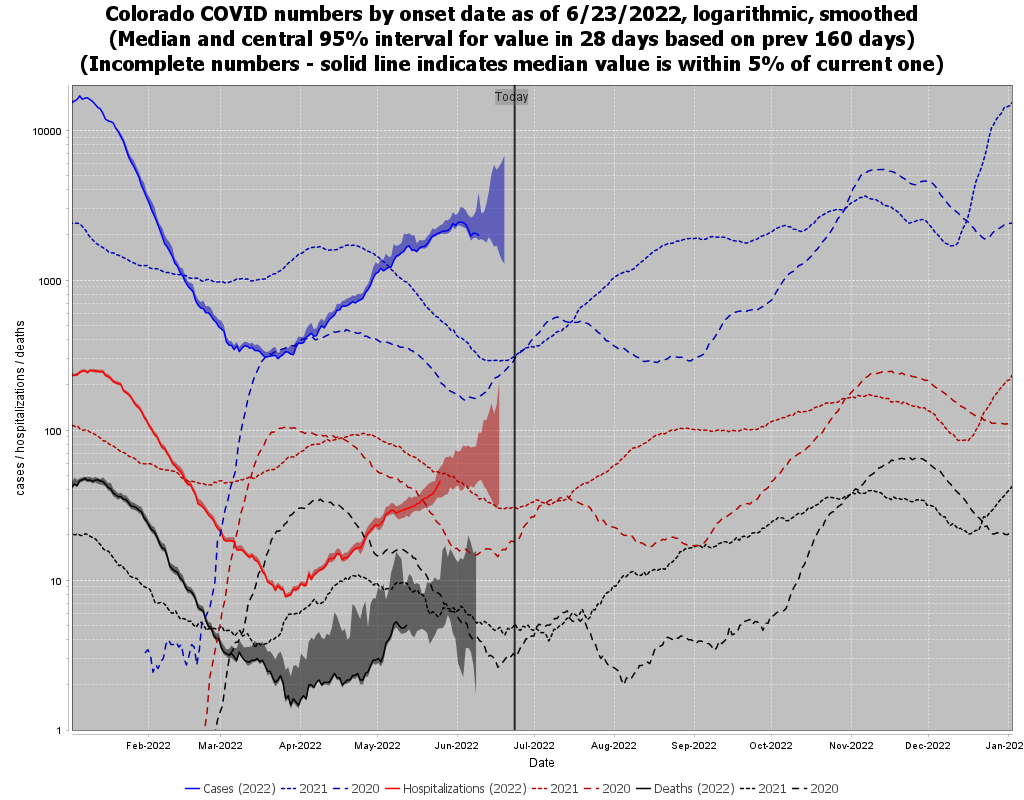 Colorado COVID numbers by onset date as of 6/23/2022, logarithmic, smoothed
(Median and central 95% interval for value in 28 days based on prev 160 days)
(Incomplete numbers - solid line indicates median value is within 5% of current one)
Today
10000
1000
100
10
1
cases / hospitalizations / deaths
Feb-2022 Mar-2022 Apr-2022 May-2022 Jun-2022 Jul-2022 Aug-2022 Sep-2022 Oct-2022 Nov-2022 Dec-2022 Jan-202
Date
Cases (2022) 2021 2020 Hospitalizations (2022) 2021 2020 Deaths (2022) 2021 2020